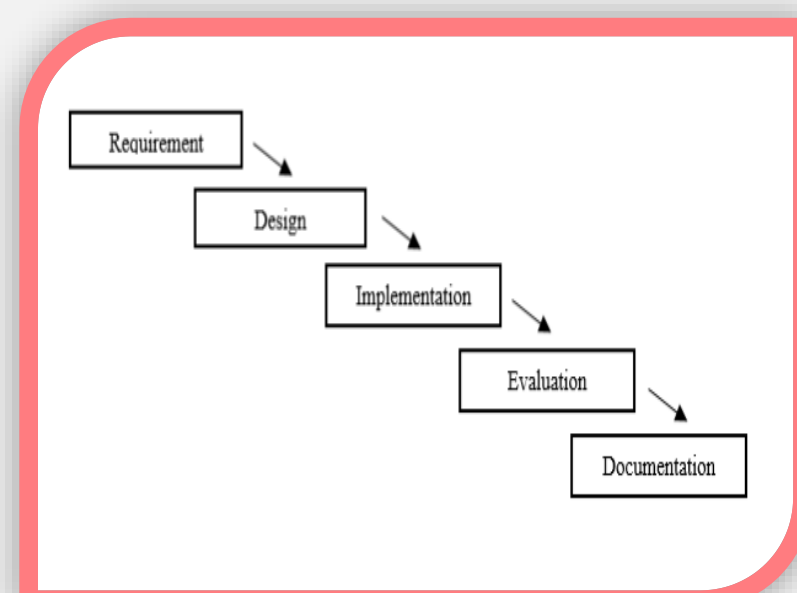 Requirement
Design
Implementation
Evaluation
Documentation